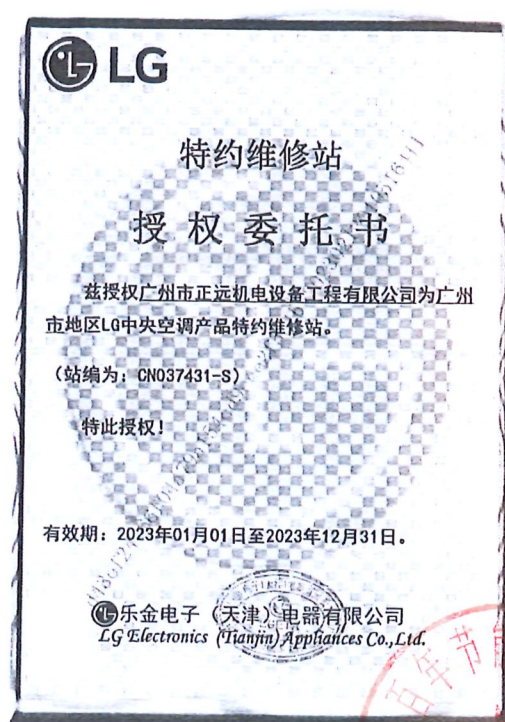 LG
特约维修站
授权委托书
兹授权广州市正远机电设备工程有限公司为广州
市地区LG中央空调产品特约维修站。
（站编为：CN037431-S）
特此授权！
有效期：2023年01月01日至2023年12月31日。
乐金电子（天津）电器有限公司
LG Electronics (Tianjin) Appliances Co.,Ltd.
百年节